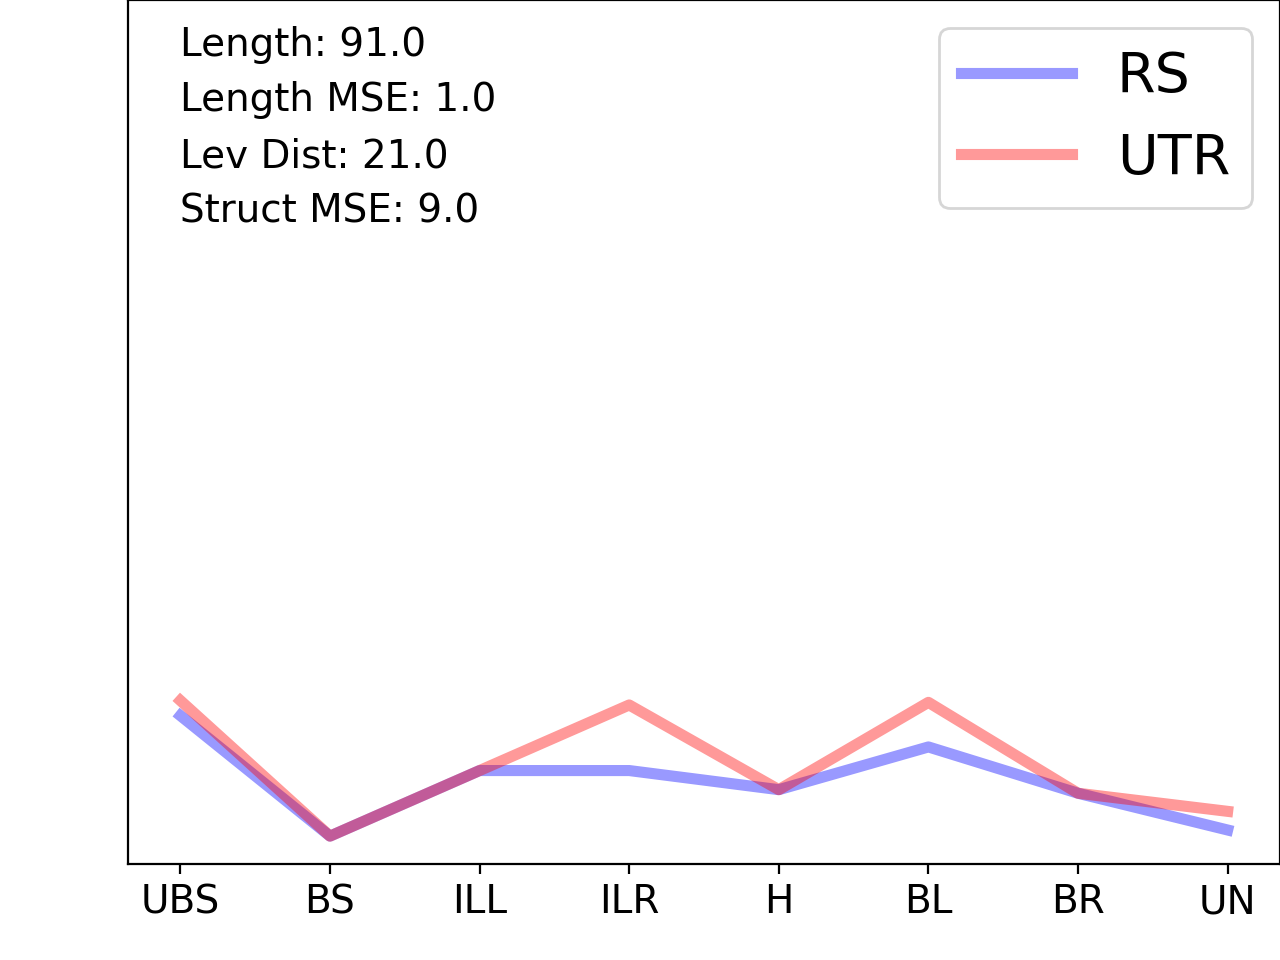 Length: 91.0
Length MSE: 1.0
Lev Dist: 21.0
Struct MSE: 9.0
RS
UTR
UBS BS ILL ILR H BL BR UN